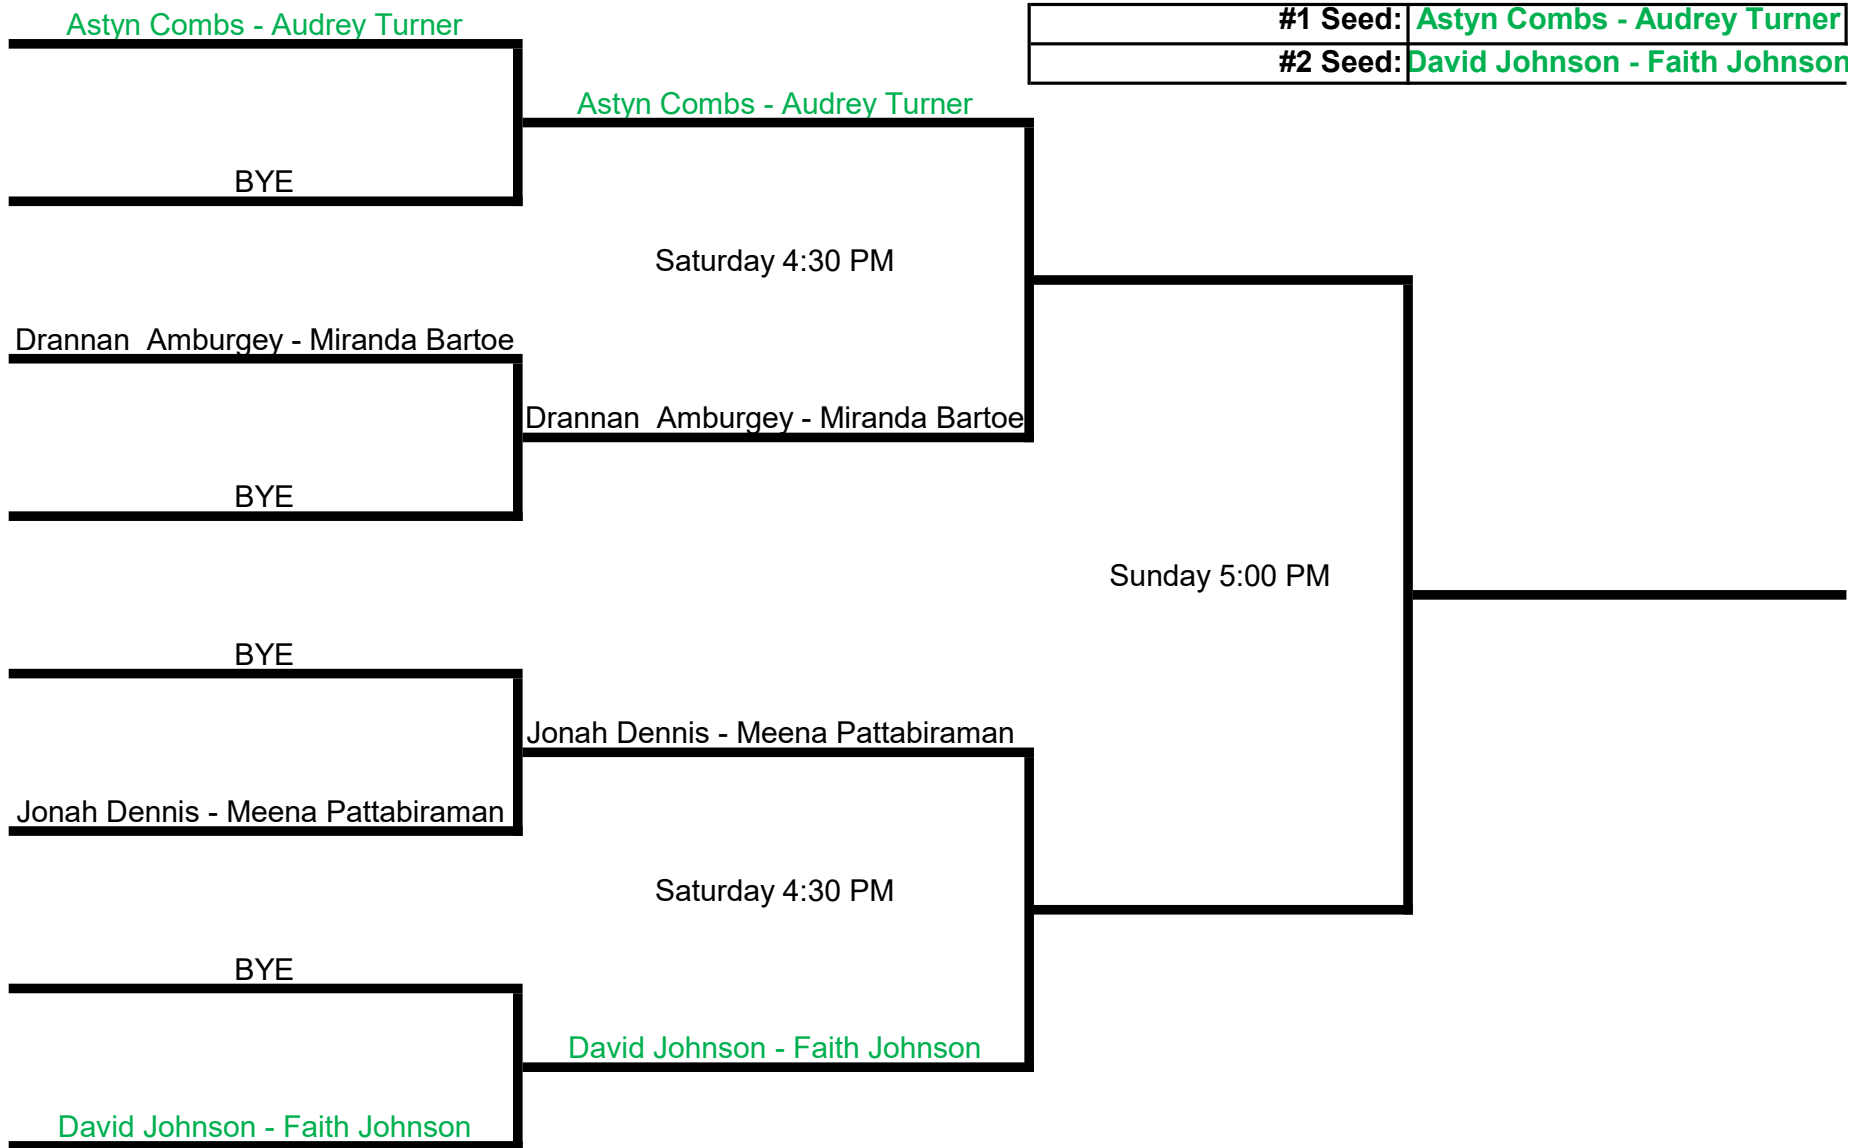 Astyn Combs - Audrey Turner
#1 Seed: Astyn Combs - Audrey Turner
#2 Seed: David Johnson - Faith Johnson
Astyn Combs - Audrey Turner
BYE
Saturday 4:30 PM
Drannan  Amburgey - Miranda Bartoe
Drannan  Amburgey - Miranda Bartoe
BYE
Sunday 5:00 PM
BYE
Jonah Dennis - Meena Pattabiraman
Jonah Dennis - Meena Pattabiraman
Saturday 4:30 PM
BYE
David Johnson - Faith Johnson
David Johnson - Faith Johnson